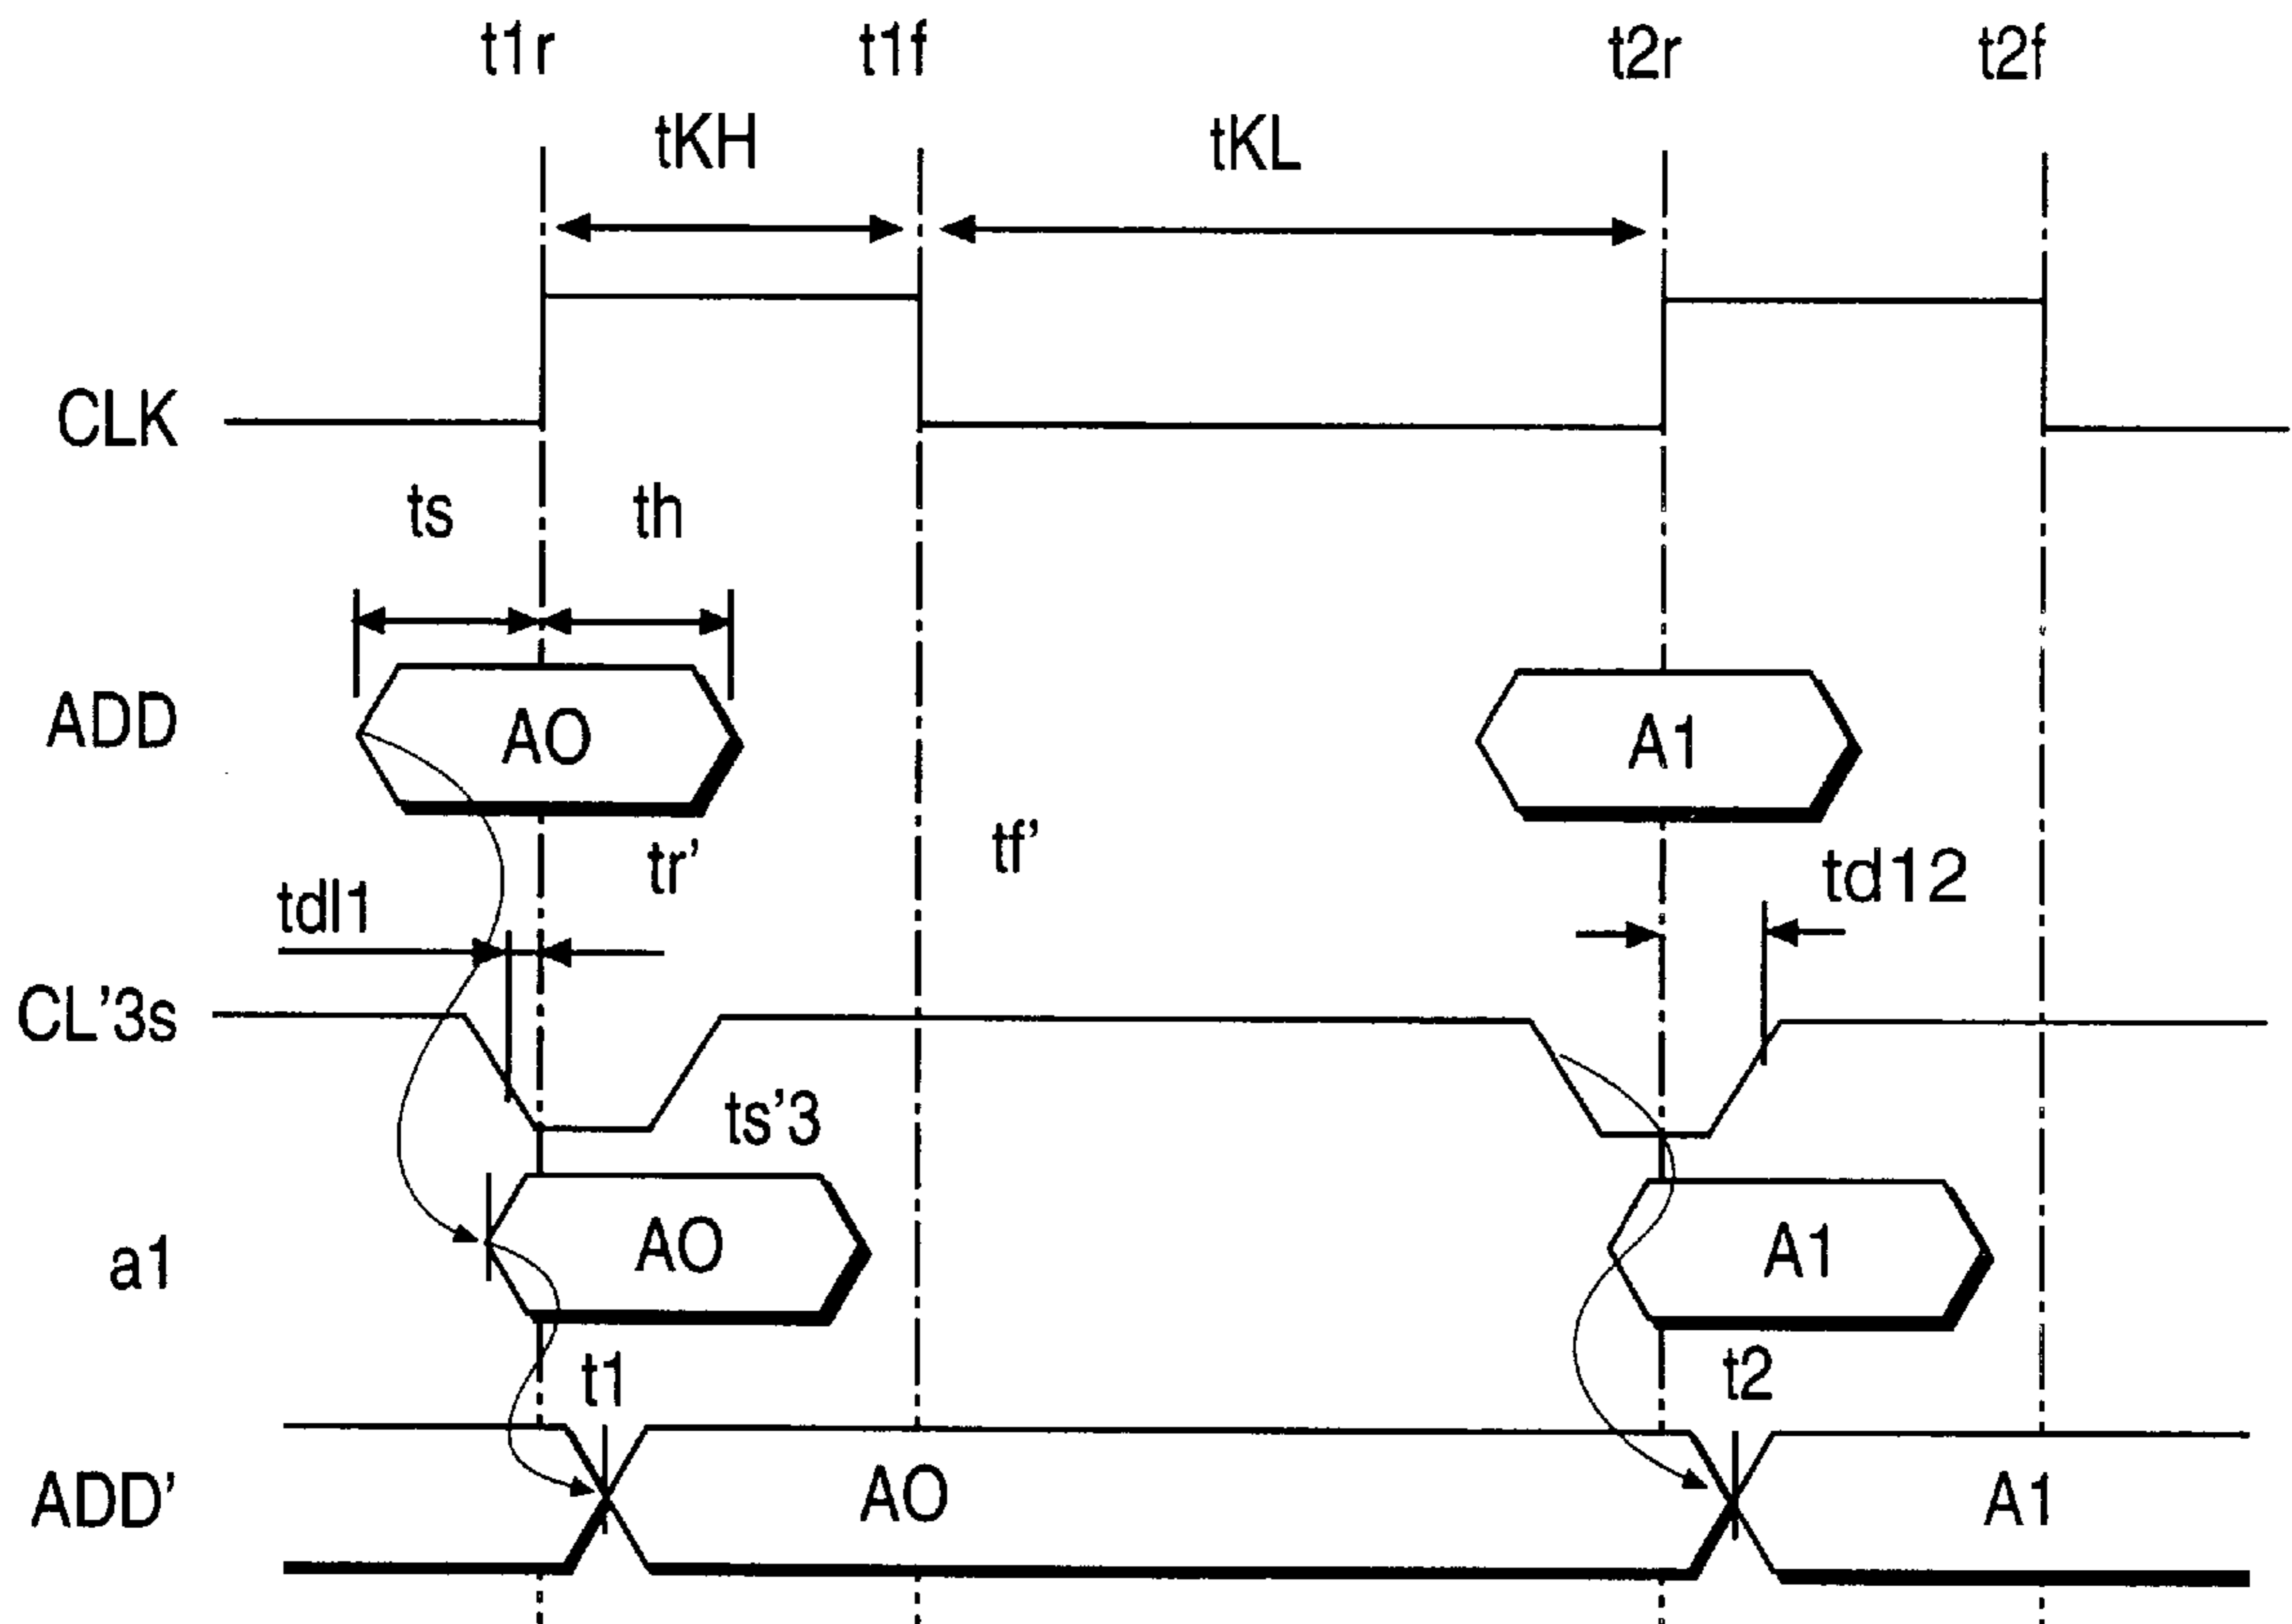 t1r t1f t2r t2f
tKH tKL
CLK
ts th
ADD AO A1
tr' tf'
tdl1 td12
CL'3s
ts'3
a1 AO A1
t1 t2
ADD' AO A1